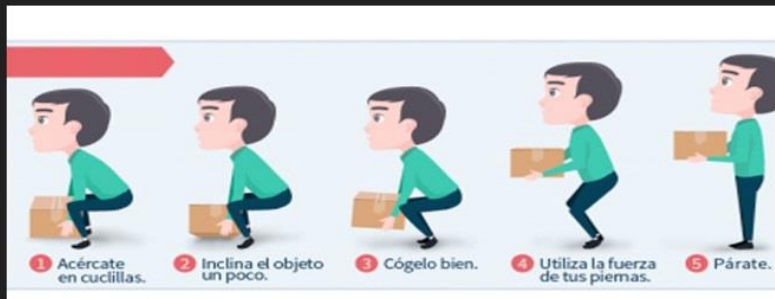 1 Acércate
en cuclillas.
2 Inclina el objeto
un poco.
3 Cógelo bien.
4 Utiliza la fuerza
de tus piernas.
5 Párate.